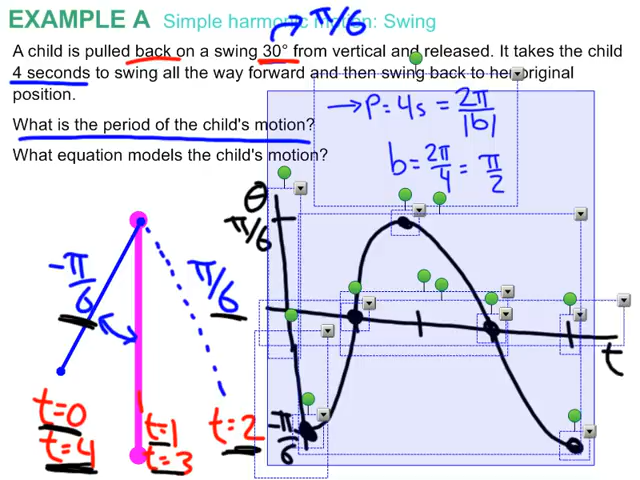 EXAMPLE A Simple harmonic motion: Swing
π/6
A child is pulled back on a swing 30° from vertical and released. It takes the child
4 seconds to swing all the way forward and then swing back to her original
position.
What is the period of the child's motion?
What equation models the child's motion?
→ P = 4s = 2π/|b|
b = 2π/4 = π/2
θ
π/6
-π/6
t
-π/6
π/6
t=0
t=4
t=1
t=3
t=2